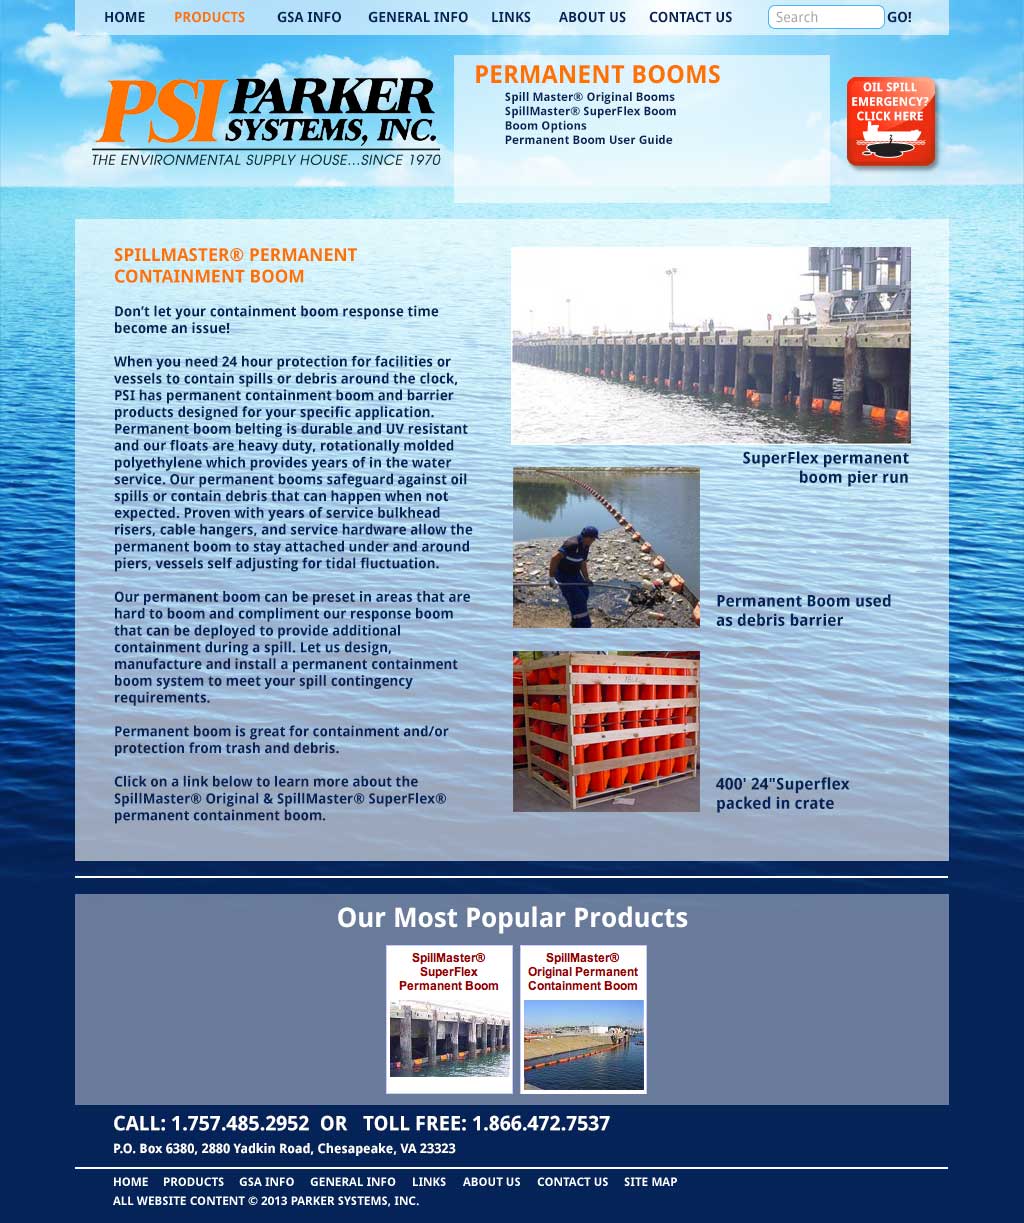 HOME PRODUCTS GSA INFO GENERAL INFO LINKS ABOUT US CONTACT US Search GO!
PSI PARKER
SYSTEMS, INC.
THE ENVIRONMENTAL SUPPLY HOUSE...SINCE 1970
PERMANENT BOOMS
Spill Master® Original Booms
SpillMaster® SuperFlex Boom
Boom Options
Permanent Boom User Guide
OIL SPILL
EMERGENCY?
CLICK HERE
SPILLMASTER® PERMANENT
CONTAINMENT BOOM
Don’t let your containment boom response time
become an issue!
When you need 24 hour protection for facilities or
vessels to contain spills or debris around the clock,
PSI has permanent containment boom and barrier
products designed for your specific application.
Permanent boom belting is durable and UV resistant
and our floats are heavy duty, rotationally molded
polyethylene which provides years of in the water
service. Our permanent booms safeguard against oil
spills or contain debris that can happen when not
expected. Proven with years of service bulkhead
risers, cable hangers, and service hardware allow the
permanent boom to stay attached under and around
piers, vessels self adjusting for tidal fluctuation.
Our permanent boom can be preset in areas that are
hard to boom and compliment our response boom
that can be deployed to provide additional
containment during a spill. Let us design,
manufacture and install a permanent containment
boom system to meet your spill contingency
requirements.
Permanent boom is great for containment and/or
protection from trash and debris.
Click on a link below to learn more about the
SpillMaster® Original & SpillMaster® SuperFlex®
permanent containment boom.
SuperFlex permanent
boom pier run
Permanent Boom used
as debris barrier
400' 24"Superflex
packed in crate
Our Most Popular Products
SpillMaster®
SuperFlex
Permanent Boom
SpillMaster®
Original Permanent
Containment Boom
CALL: 1.757.485.2952 OR TOLL FREE: 1.866.472.7537
P.O. Box 6380, 2880 Yadkin Road, Chesapeake, VA 23323
HOME PRODUCTS GSA INFO GENERAL INFO LINKS ABOUT US CONTACT US SITE MAP
ALL WEBSITE CONTENT © 2013 PARKER SYSTEMS, INC.